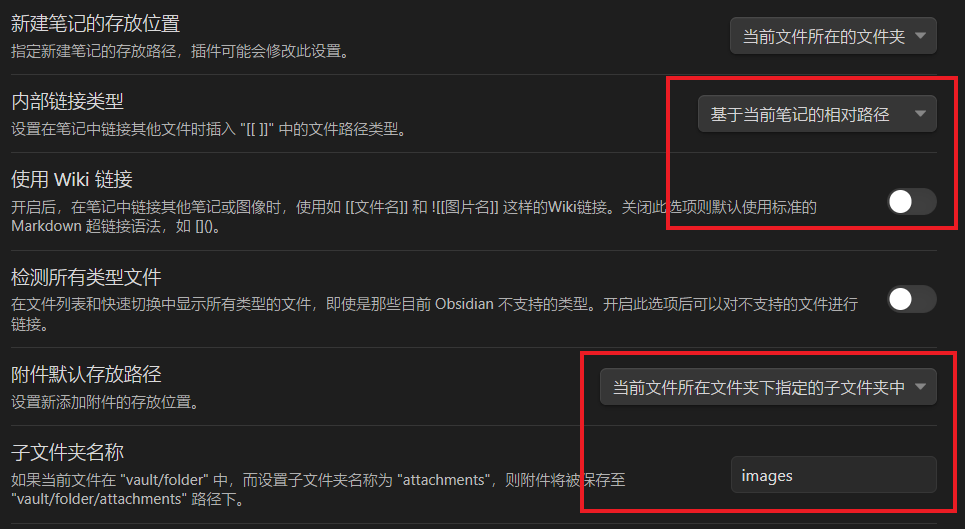 新建笔记的存放位置
指定新建笔记的存放路径，插件可能会修改此设置。
当前文件所在的文件夹
内部链接类型
设置在笔记中链接其他文件时插入 "[[ ]]" 中的文件路径类型。
基于当前笔记的相对路径
使用 Wiki 链接
开启后，在笔记中链接其他笔记或图像时，使用如 [[文件名]] 和 ![[图片名]] 这样的Wiki链接。关闭此选项则默认使用标准的
Markdown 超链接语法，如 []()。
检测所有类型文件
在文件列表和快速切换中显示所有类型的文件，即使是那些目前 Obsidian 不支持的类型。开启此选项后可以对不支持的文件进行
链接。
附件默认存放路径
设置新添加附件的存放位置。
当前文件所在文件夹下指定的子文件夹中
子文件夹名称
如果当前文件在 "vault/folder" 中，而设置子文件夹名称为 "attachments"，则附件将被保存至
"vault/folder/attachments" 路径下。
images